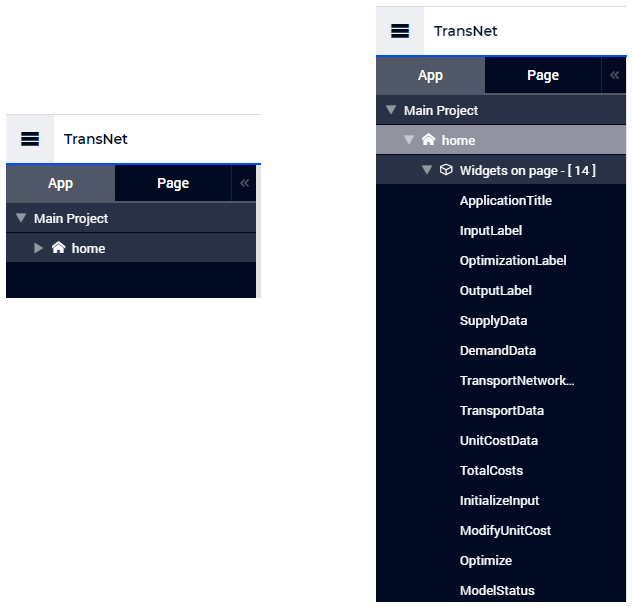 TransNet
App Page «
Main Project
home
TransNet
App Page «
Main Project
home
Widgets on page - [ 14 ]
ApplicationTitle
InputLabel
OptimizationLabel
OutputLabel
SupplyData
DemandData
TransportNetwork...
TransportData
UnitCostData
TotalCosts
InitializeInput
ModifyUnitCost
Optimize
ModelStatus